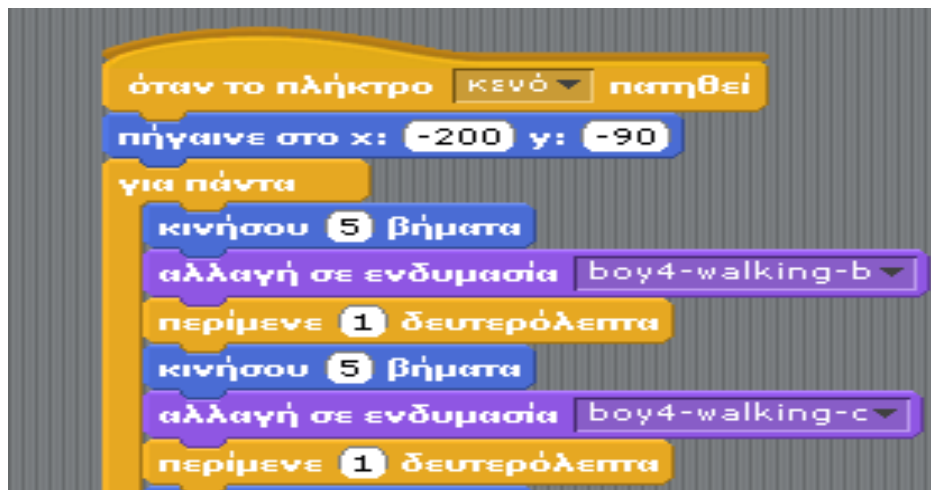 όταν το πλήκτρο κενό πατηθεί
πήγαινε στο x: -200 y: -90
για πάντα
κινήσου 5 βήματα
αλλαγή σε ενδυμασία boy4-walking-b
περίμενε 1 δευτερόλεπτα
κινήσου 5 βήματα
αλλαγή σε ενδυμασία boy4-walking-c
περίμενε 1 δευτερόλεπτα